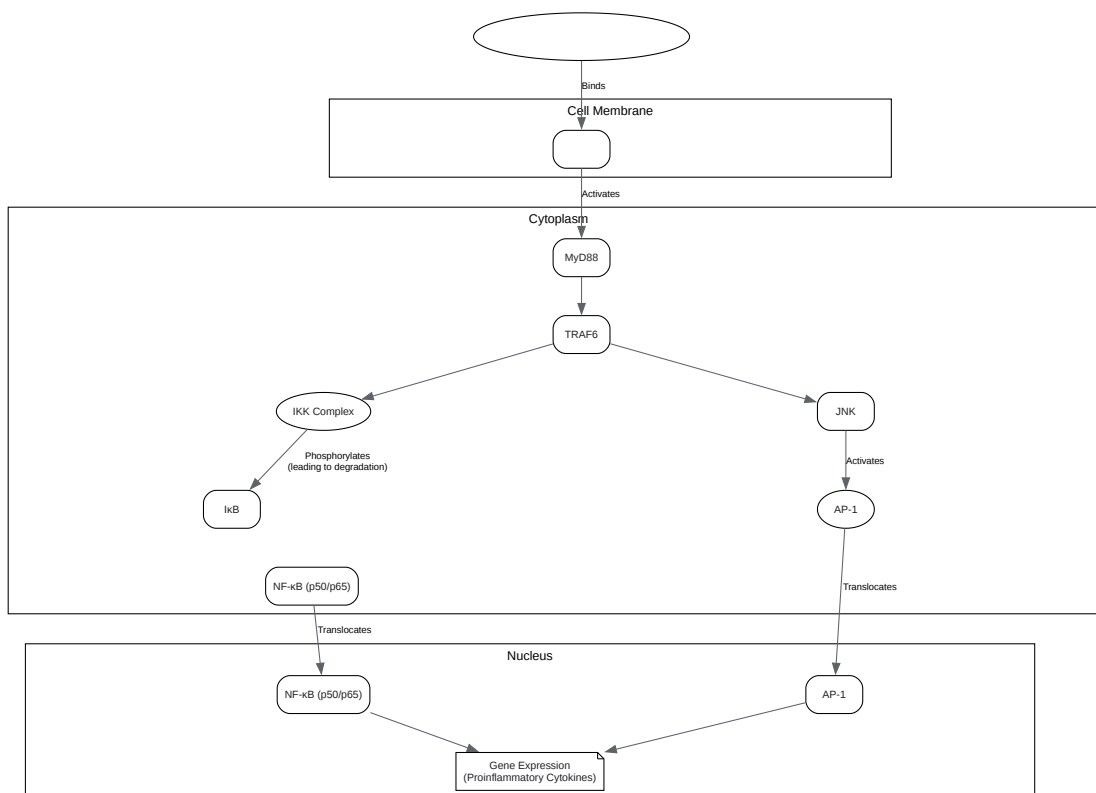 Binds
Cell Membrane
Activates
Cytoplasm
MyD88
TRAF6
IKK Complex
JNK
Phosphorylates
(leading to degradation)
Activates
IκB
AP-1
NF-κB (p50/p65)
Translocates
Translocates
Nucleus
NF-κB (p50/p65)
AP-1
Gene Expression
(Proinflammatory Cytokines)